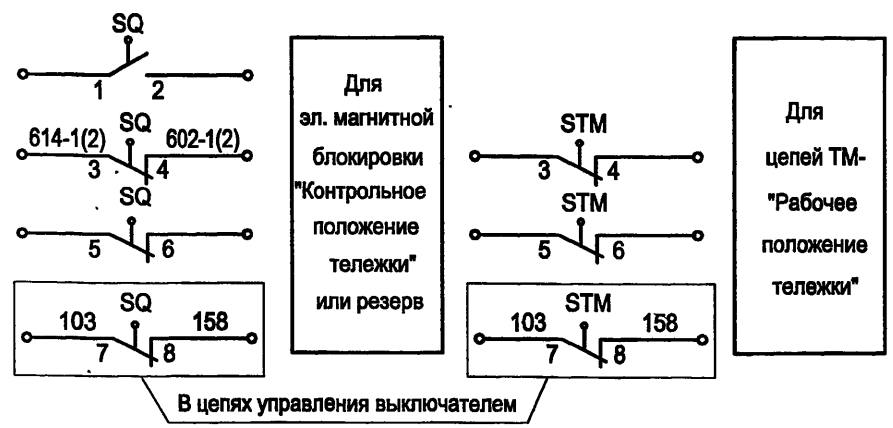 SQ
1 2
SQ
614-1(2) 602-1(2)
3 4
SQ
5 6
SQ
103 158
7 8
Для
эл. магнитной
блокировки
"Контрольное
положение
тележки"
или резерв
STM
3 4
STM
5 6
STM
103 158
7 8
Для
цепей ТМ-
"Рабочее
положение
тележки"
В цепях управления выключателем